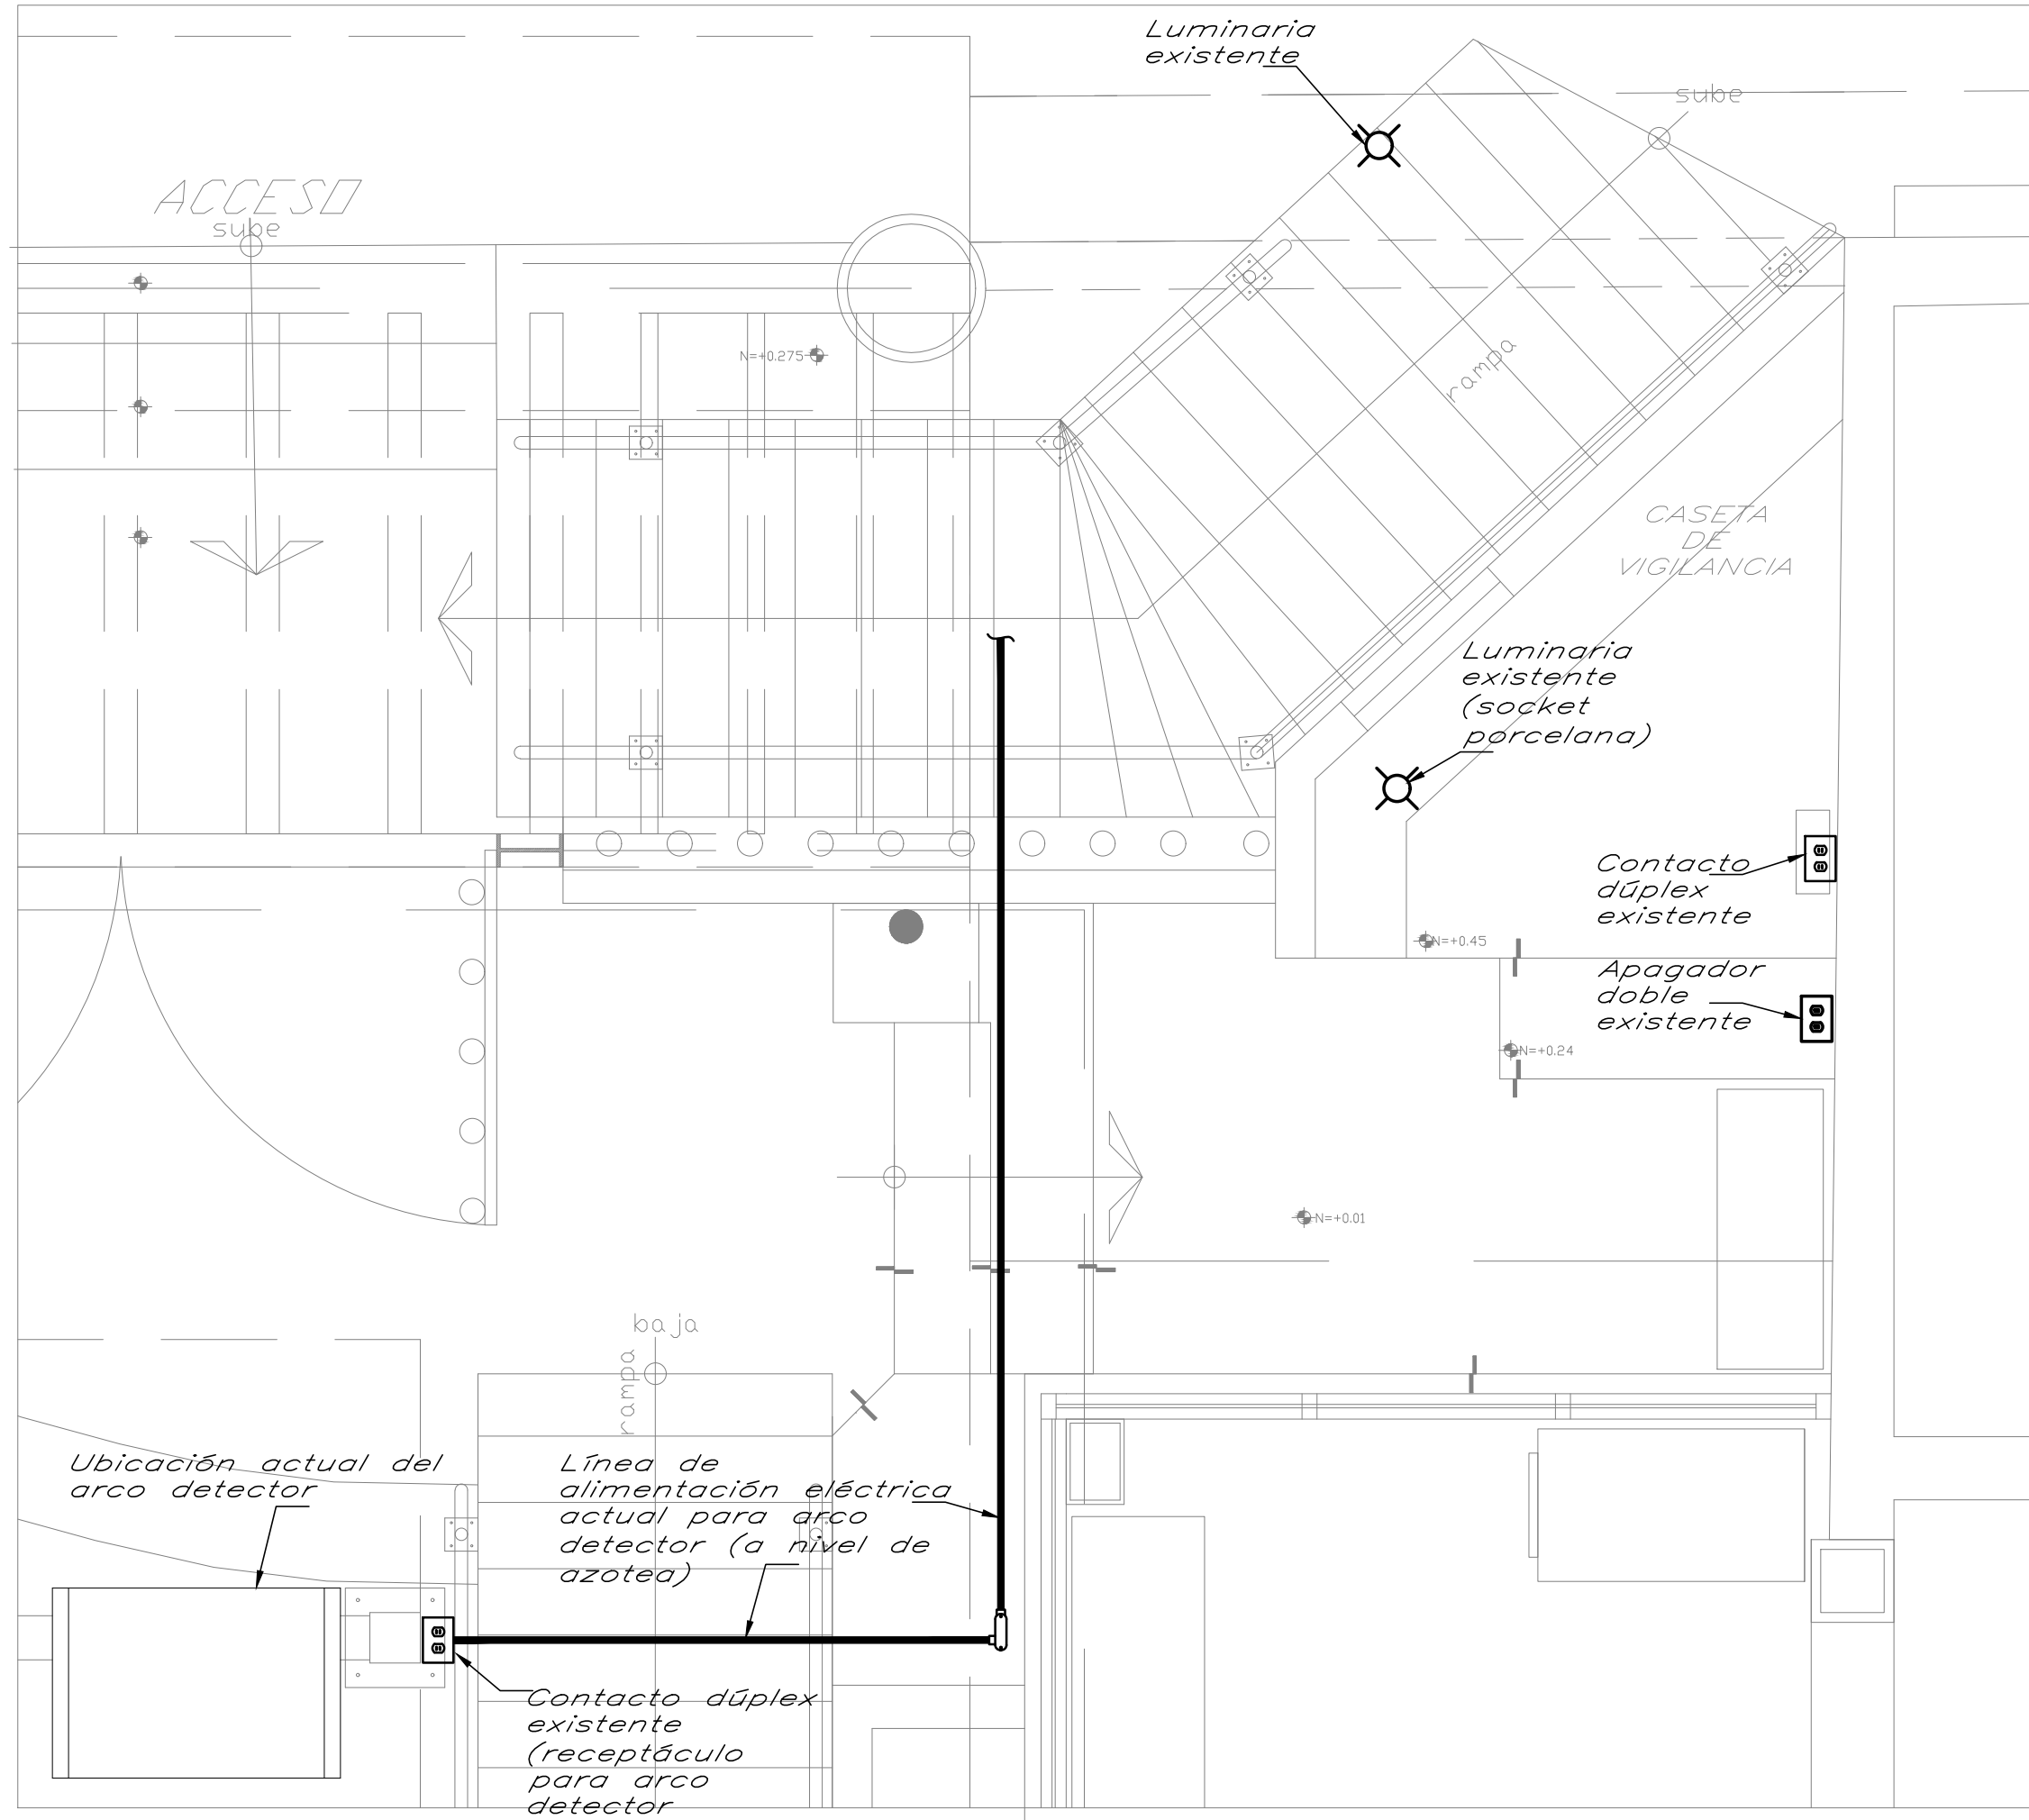 Luminaria
existente
sube
ACCESO
sube
N=+0.275
rampa
CASETA
DE
VIGILANCIA
Luminaria
existente
(socket
porcelana)
Contacto
dúplex
existente
N=+0.45
Apagador
doble
existente
N=+0.24
N=+0.01
baja
rampa
Ubicación actual del
arco detector
Línea de
alimentación eléctrica
actual para arco
detector (a nivel de
azotea)
Contacto dúplex
existente
(receptáculo
para arco
detector